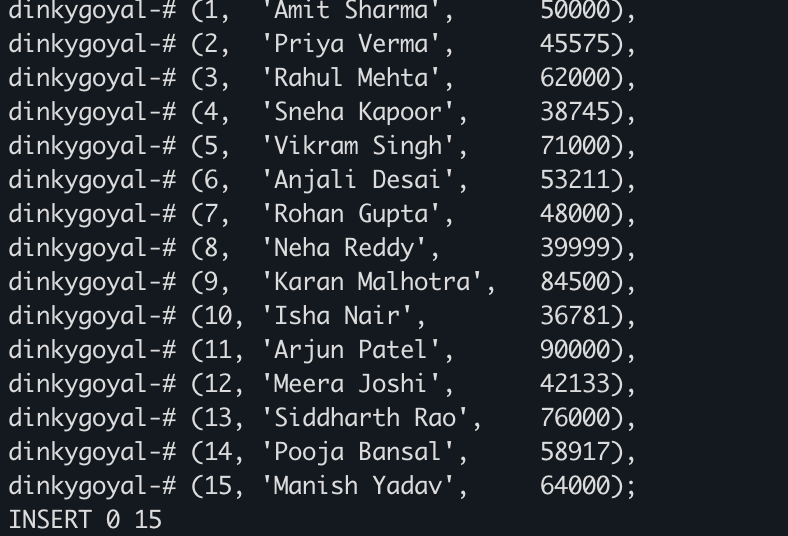 dinkygoyal-# (1,  'Amit Sharma',      50000),
dinkygoyal-# (2,  'Priya Verma',      45575),
dinkygoyal-# (3,  'Rahul Mehta',      62000),
dinkygoyal-# (4,  'Sneha Kapoor',     38745),
dinkygoyal-# (5,  'Vikram Singh',     71000),
dinkygoyal-# (6,  'Anjali Desai',     53211),
dinkygoyal-# (7,  'Rohan Gupta',      48000),
dinkygoyal-# (8,  'Neha Reddy',       39999),
dinkygoyal-# (9,  'Karan Malhotra',   84500),
dinkygoyal-# (10, 'Isha Nair',        36781),
dinkygoyal-# (11, 'Arjun Patel',      90000),
dinkygoyal-# (12, 'Meera Joshi',      42133),
dinkygoyal-# (13, 'Siddharth Rao',    76000),
dinkygoyal-# (14, 'Pooja Bansal',     58917),
dinkygoyal-# (15, 'Manish Yadav',     64000);
INSERT 0 15